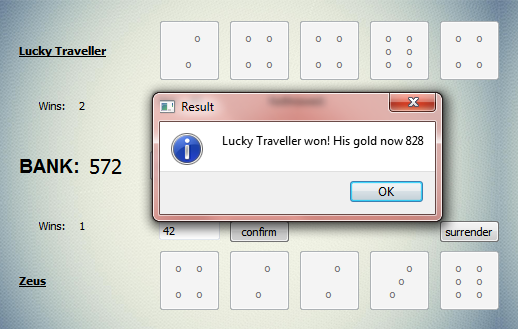 Lucky Traveller
Wins: 2
Result
Lucky Traveller won! His gold now 828
OK
BANK: 572
Wins: 1
42
confirm
surrender
Zeus